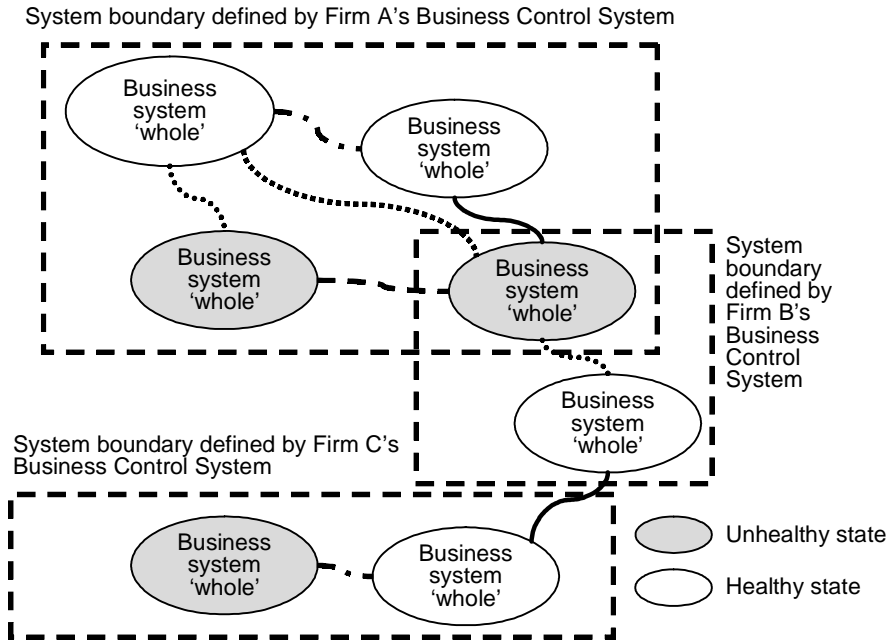 System boundary defined by Firm A's Business Control System
Business
system
‘whole’
Business
system
‘whole’
Business
system
‘whole’
Business
system
‘whole’
System
boundary
defined by
Firm B's
Business
Control
System
Business
system
‘whole’
System boundary defined by Firm C's
Business Control System
Business
system
‘whole’
Business
system
‘whole’
Unhealthy state
Healthy state